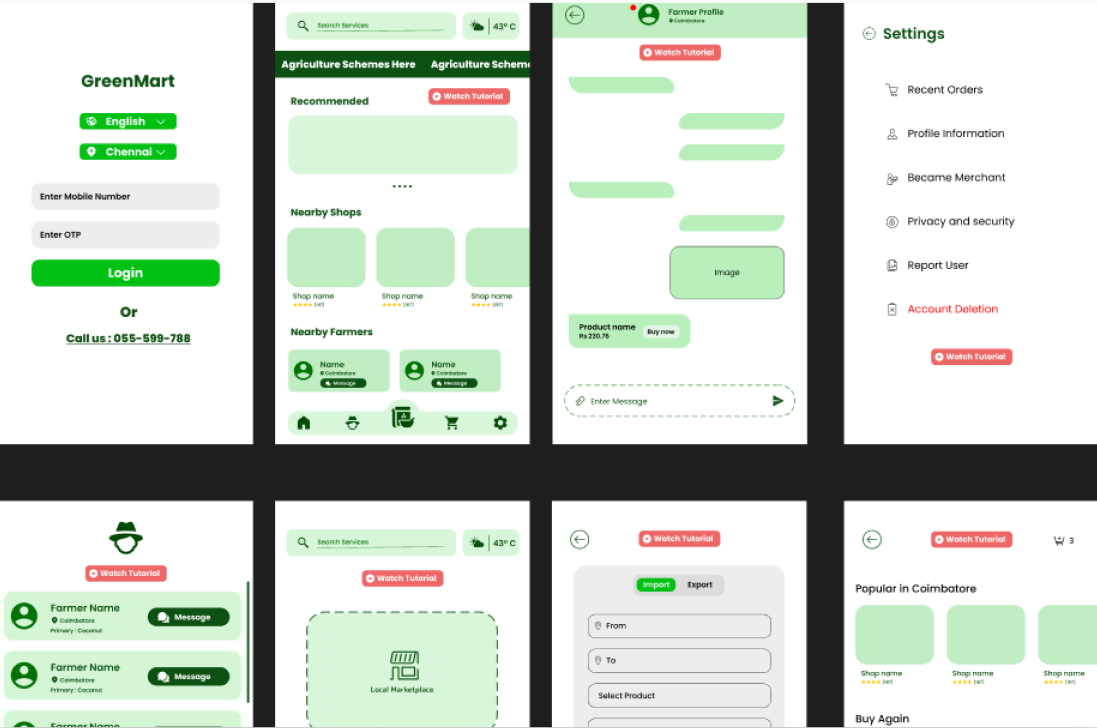 GreenMart
English
Chennai
Enter Mobile Number
Enter OTP
Login
Or
Call us : 055-599-788
Search Services
43° C
Agriculture Schemes Here Agriculture Scheme
Recommended
Watch Tutorial
Nearby Shops
Shop name
Shop name
Shop name
Nearby Farmers
Name
Coimbatore
Message
Name
Coimbatore
Message
Farmer Profile
Coimbatore
Watch Tutorial
Image
Product name
Rs 230.76
Buy now
Enter Message
Settings
Recent Orders
Profile Information
Became Merchant
Privacy and security
Report User
Account Deletion
Watch Tutorial
Watch Tutorial
Farmer Name
Coimbatore
Primary : Coconut
Message
Farmer Name
Coimbatore
Primary : Coconut
Message
Farmer Name
Search Services
43° C
Watch Tutorial
Local Marketplace
Watch Tutorial
Import Export
From
To
Select Product
Watch Tutorial
3
Popular in Coimbatore
Shop name
Shop name
Shop name
Buy Again